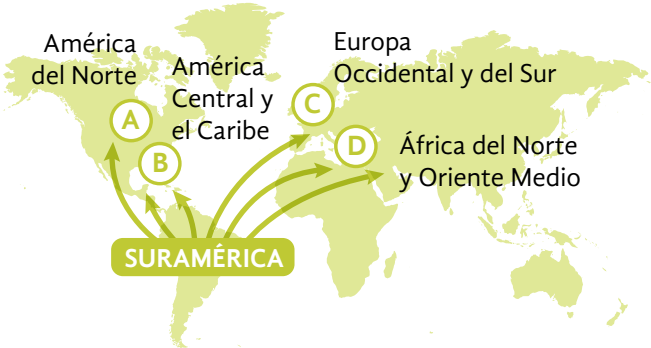 América
del Norte
América
Central y
el Caribe
Europa
Occidental y del Sur
África del Norte
y Oriente Medio
A
B
C
D
SURAMÉRICA